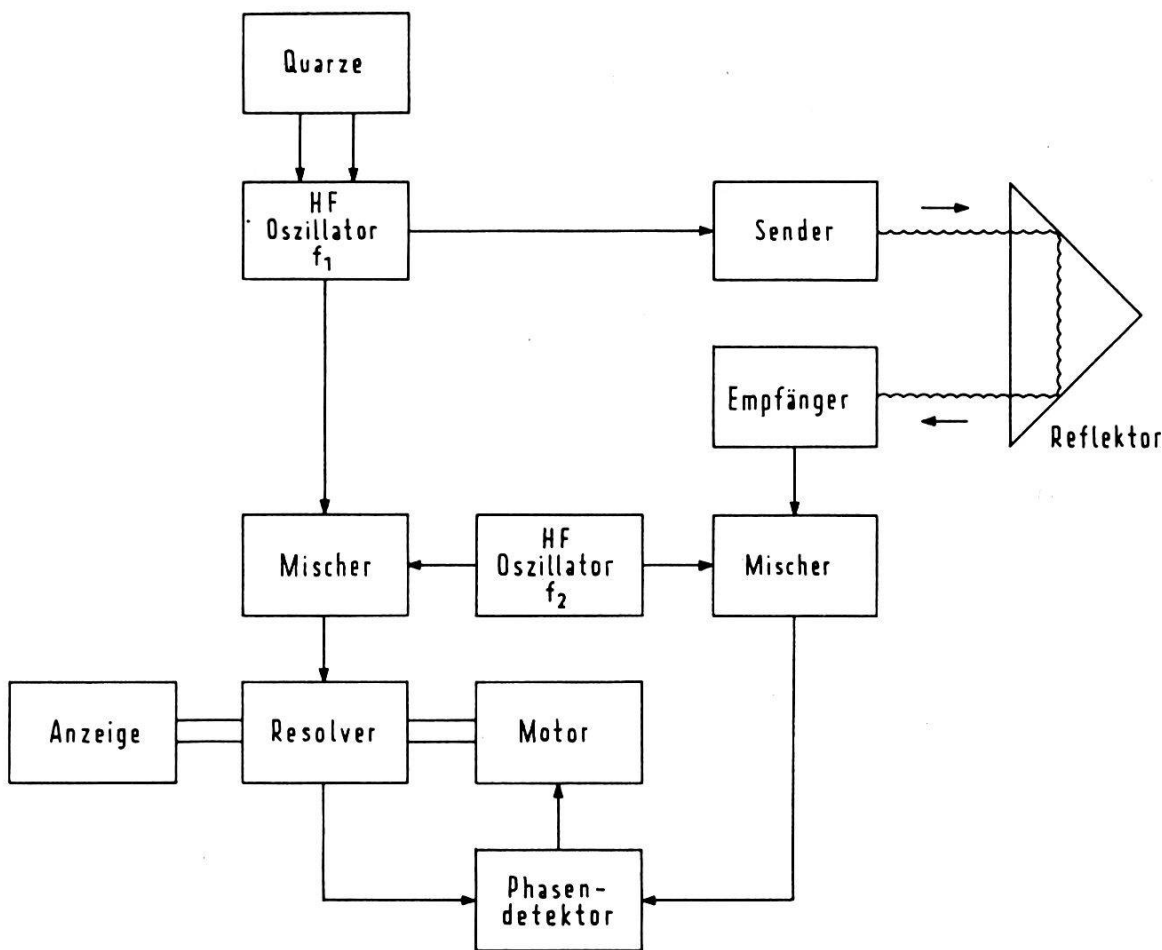 Quarze
HF
Oszillator
f₁
Sender
Empfänger
Reflektor
Mischer
HF
Oszillator
f₂
Mischer
Anzeige
Resolver
Motor
Phasen-
detektor